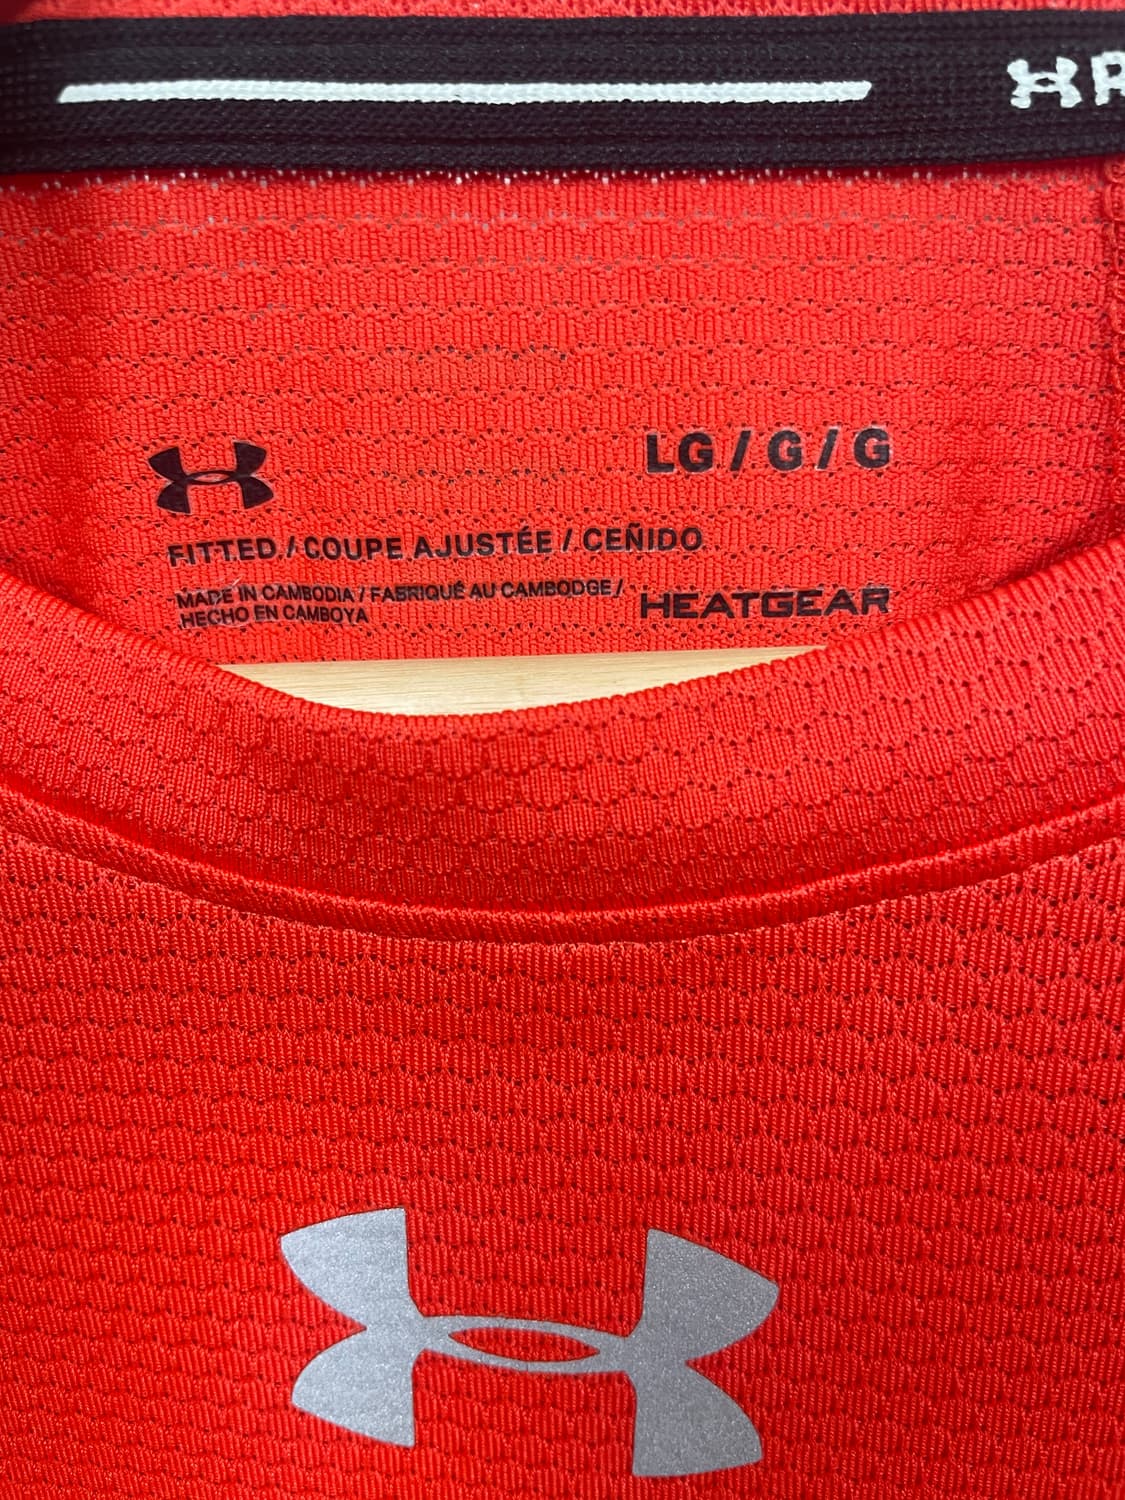 LG / G / G
FITTED / COUPE AJUSTÉE / CEÑIDO
MADE IN CAMBODIA / FABRIQUÉ AU CAMBODGE /
HECHO EN CAMBOYA
HEATGEAR